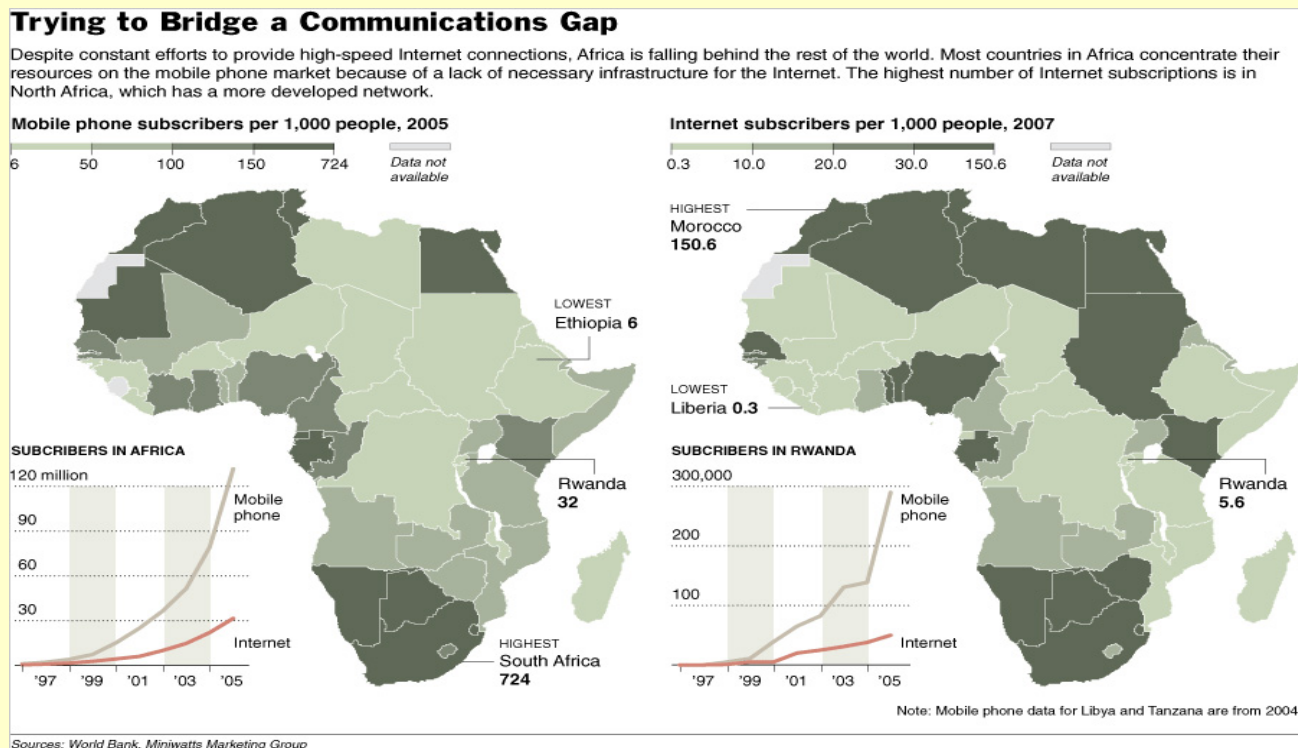 Trying to Bridge a Communications Gap
Despite constant efforts to provide high-speed Internet connections, Africa is falling behind the rest of the world. Most countries in Africa concentrate their
resources on the mobile phone market because of a lack of necessary infrastructure for the Internet. The highest number of Internet subscriptions is in
North Africa, which has a more developed network.
Mobile phone subscribers per 1,000 people, 2005
6 50 100 150 724
Data not
available
LOWEST
Ethiopia 6
Rwanda
32
HIGHEST
South Africa
724
SUBCRIBERS IN AFRICA
120 million
90
60
30
Mobile
phone
Internet
'97 '99 '01 '03 '05
Internet subscribers per 1,000 people, 2007
0.3 10.0 20.0 30.0 150.6
Data not
available
HIGHEST
Morocco
150.6
LOWEST
Liberia 0.3
Rwanda
5.6
SUBCRIBERS IN RWANDA
300,000
200
100
Mobile
phone
Internet
'97 '99 '01 '03 '05
Note: Mobile phone data for Libya and Tanzana are from 2004
Sources: World Bank, Miniwatts Marketing Group